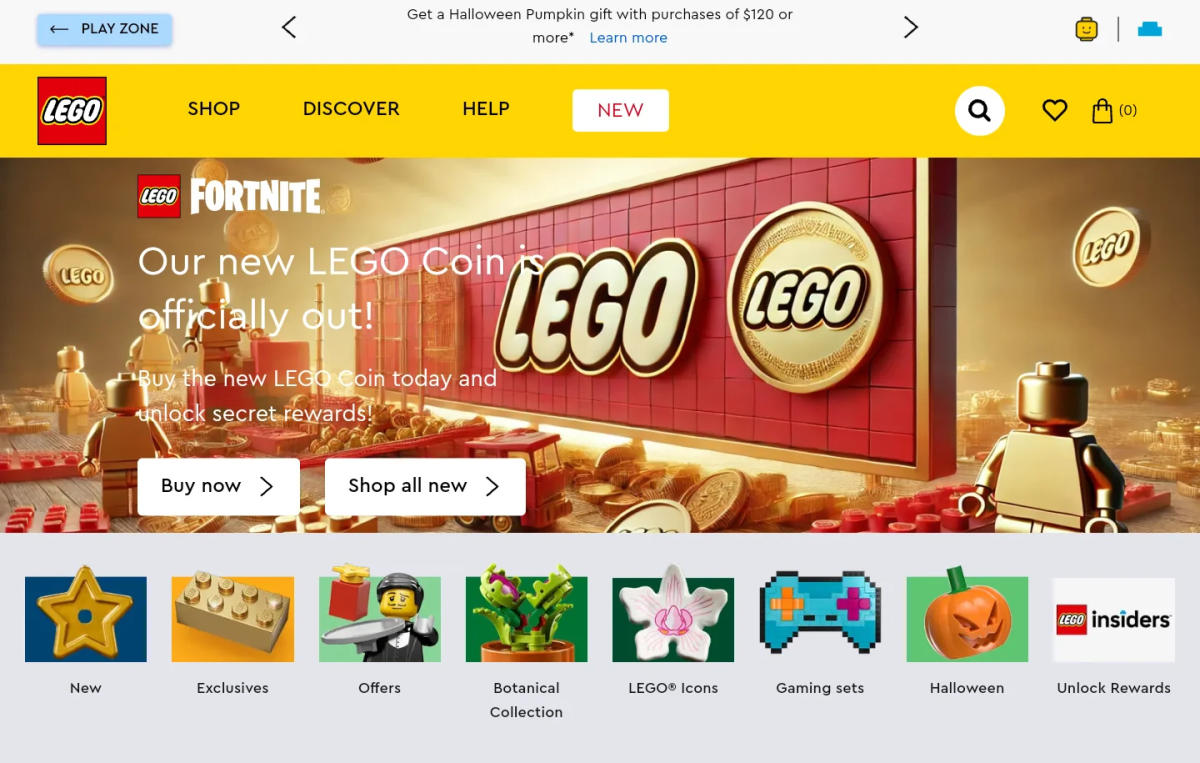 PLAY ZONE
Get a Halloween Pumpkin gift with purchases of $120 or
more* Learn more
LEGO
SHOP DISCOVER HELP NEW
(0)
LEGO FORTNITE
Our new LEGO Coin is
officially out!
Buy the new LEGO Coin today and
unlock secret rewards!
LEGO
LEGO
LEGO
LEGO
Buy now Shop all new
LEGO insiders
New Exclusives Offers Botanical LEGO® Icons Gaming sets Halloween Unlock Rewards
Collection